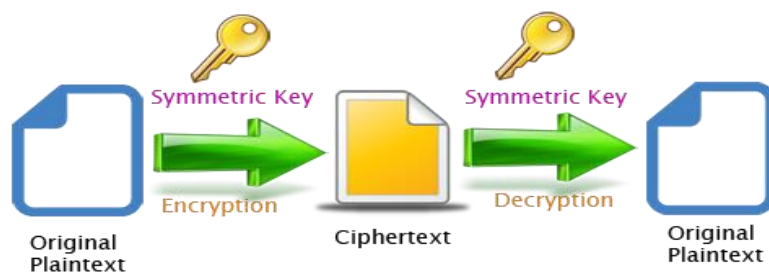 Symmetric Key
Symmetric Key
Encryption
Decryption
Original
Plaintext
Ciphertext
Original
Plaintext